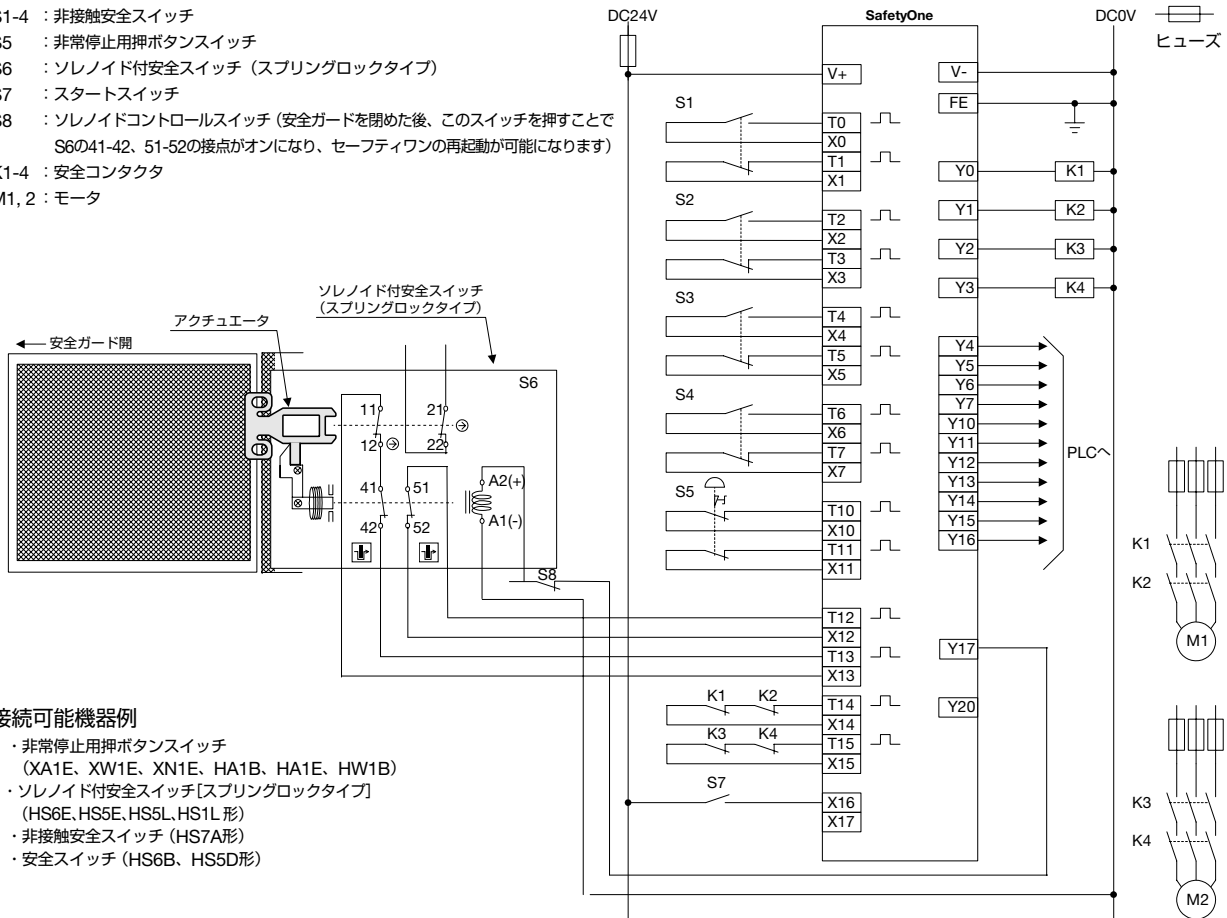 S1-4 ：非接触安全スイッチ
S5 ：非常停止用押ボタンスイッチ
S6 ：ソレノイド付安全スイッチ（スプリングロックタイプ）
S7 ：スタートスイッチ
S8 ：ソレノイドコントロールスイッチ（安全ガードを閉めた後、このスイッチを押すことで
S6の41-42、51-52の接点がオンになり、セーフティワンの再起動が可能になります）
K1-4 ：安全コンタクタ
M1, 2 ：モータ
DC24V
SafetyOne
DC0V
ヒューズ
V+
V-
FE
S1
T0
X0
T1
X1
Y0
K1
S2
T2
X2
T3
X3
Y1
K2
Y2
K3
S3
T4
X4
T5
X5
Y3
K4
S4
T6
X6
T7
X7
Y4
Y5
Y6
Y7
Y10
Y11
Y12
Y13
Y14
Y15
Y16
PLCへ
S5
T10
X10
T11
X11
ソレノイド付安全スイッチ
（スプリングロックタイプ）
アクチュエータ
安全ガード開
S6
11
21
12
22
41
51
42
52
A2(+)
A1(-)
S8
T12
X12
T13
X13
Y17
K1
K2
T14
X14
Y20
K3
K4
T15
X15
S7
X16
X17
K1
K2
M1
K3
K4
M2
接続可能機器例
・非常停止用押ボタンスイッチ
（XA1E、XW1E、XN1E、HA1B、HA1E、HW1B）
・ソレノイド付安全スイッチ[スプリングロックタイプ]
（HS6E、HS5E、HS5L、HS1L 形）
・非接触安全スイッチ（HS7A形）
・安全スイッチ（HS6B、HS5D形）